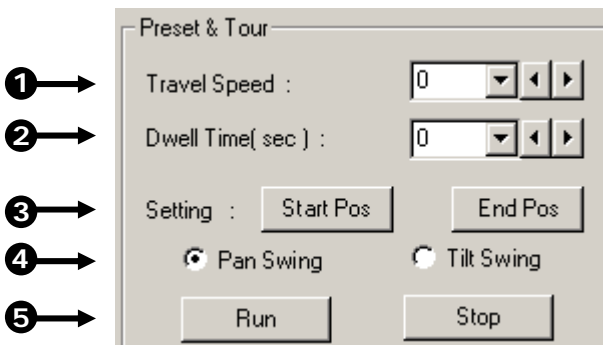 Preset & Tour
1 Travel Speed : 0
2 Dwell Time( sec ) : 0
3 Setting : Start Pos End Pos
4 Pan Swing Tilt Swing
5 Run Stop